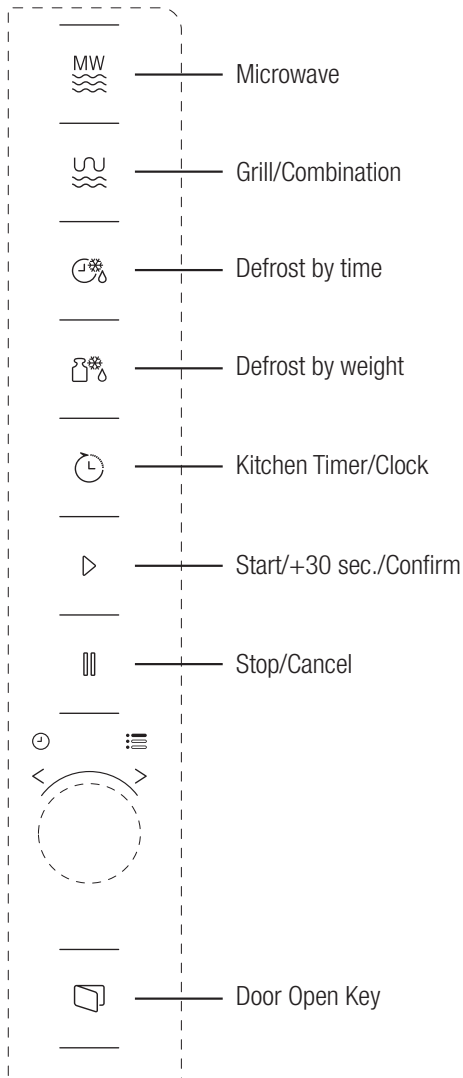 MW
Microwave
Grill/Combination
Defrost by time
Defrost by weight
Kitchen Timer/Clock
Start/+30 sec./Confirm
Stop/Cancel
Door Open Key